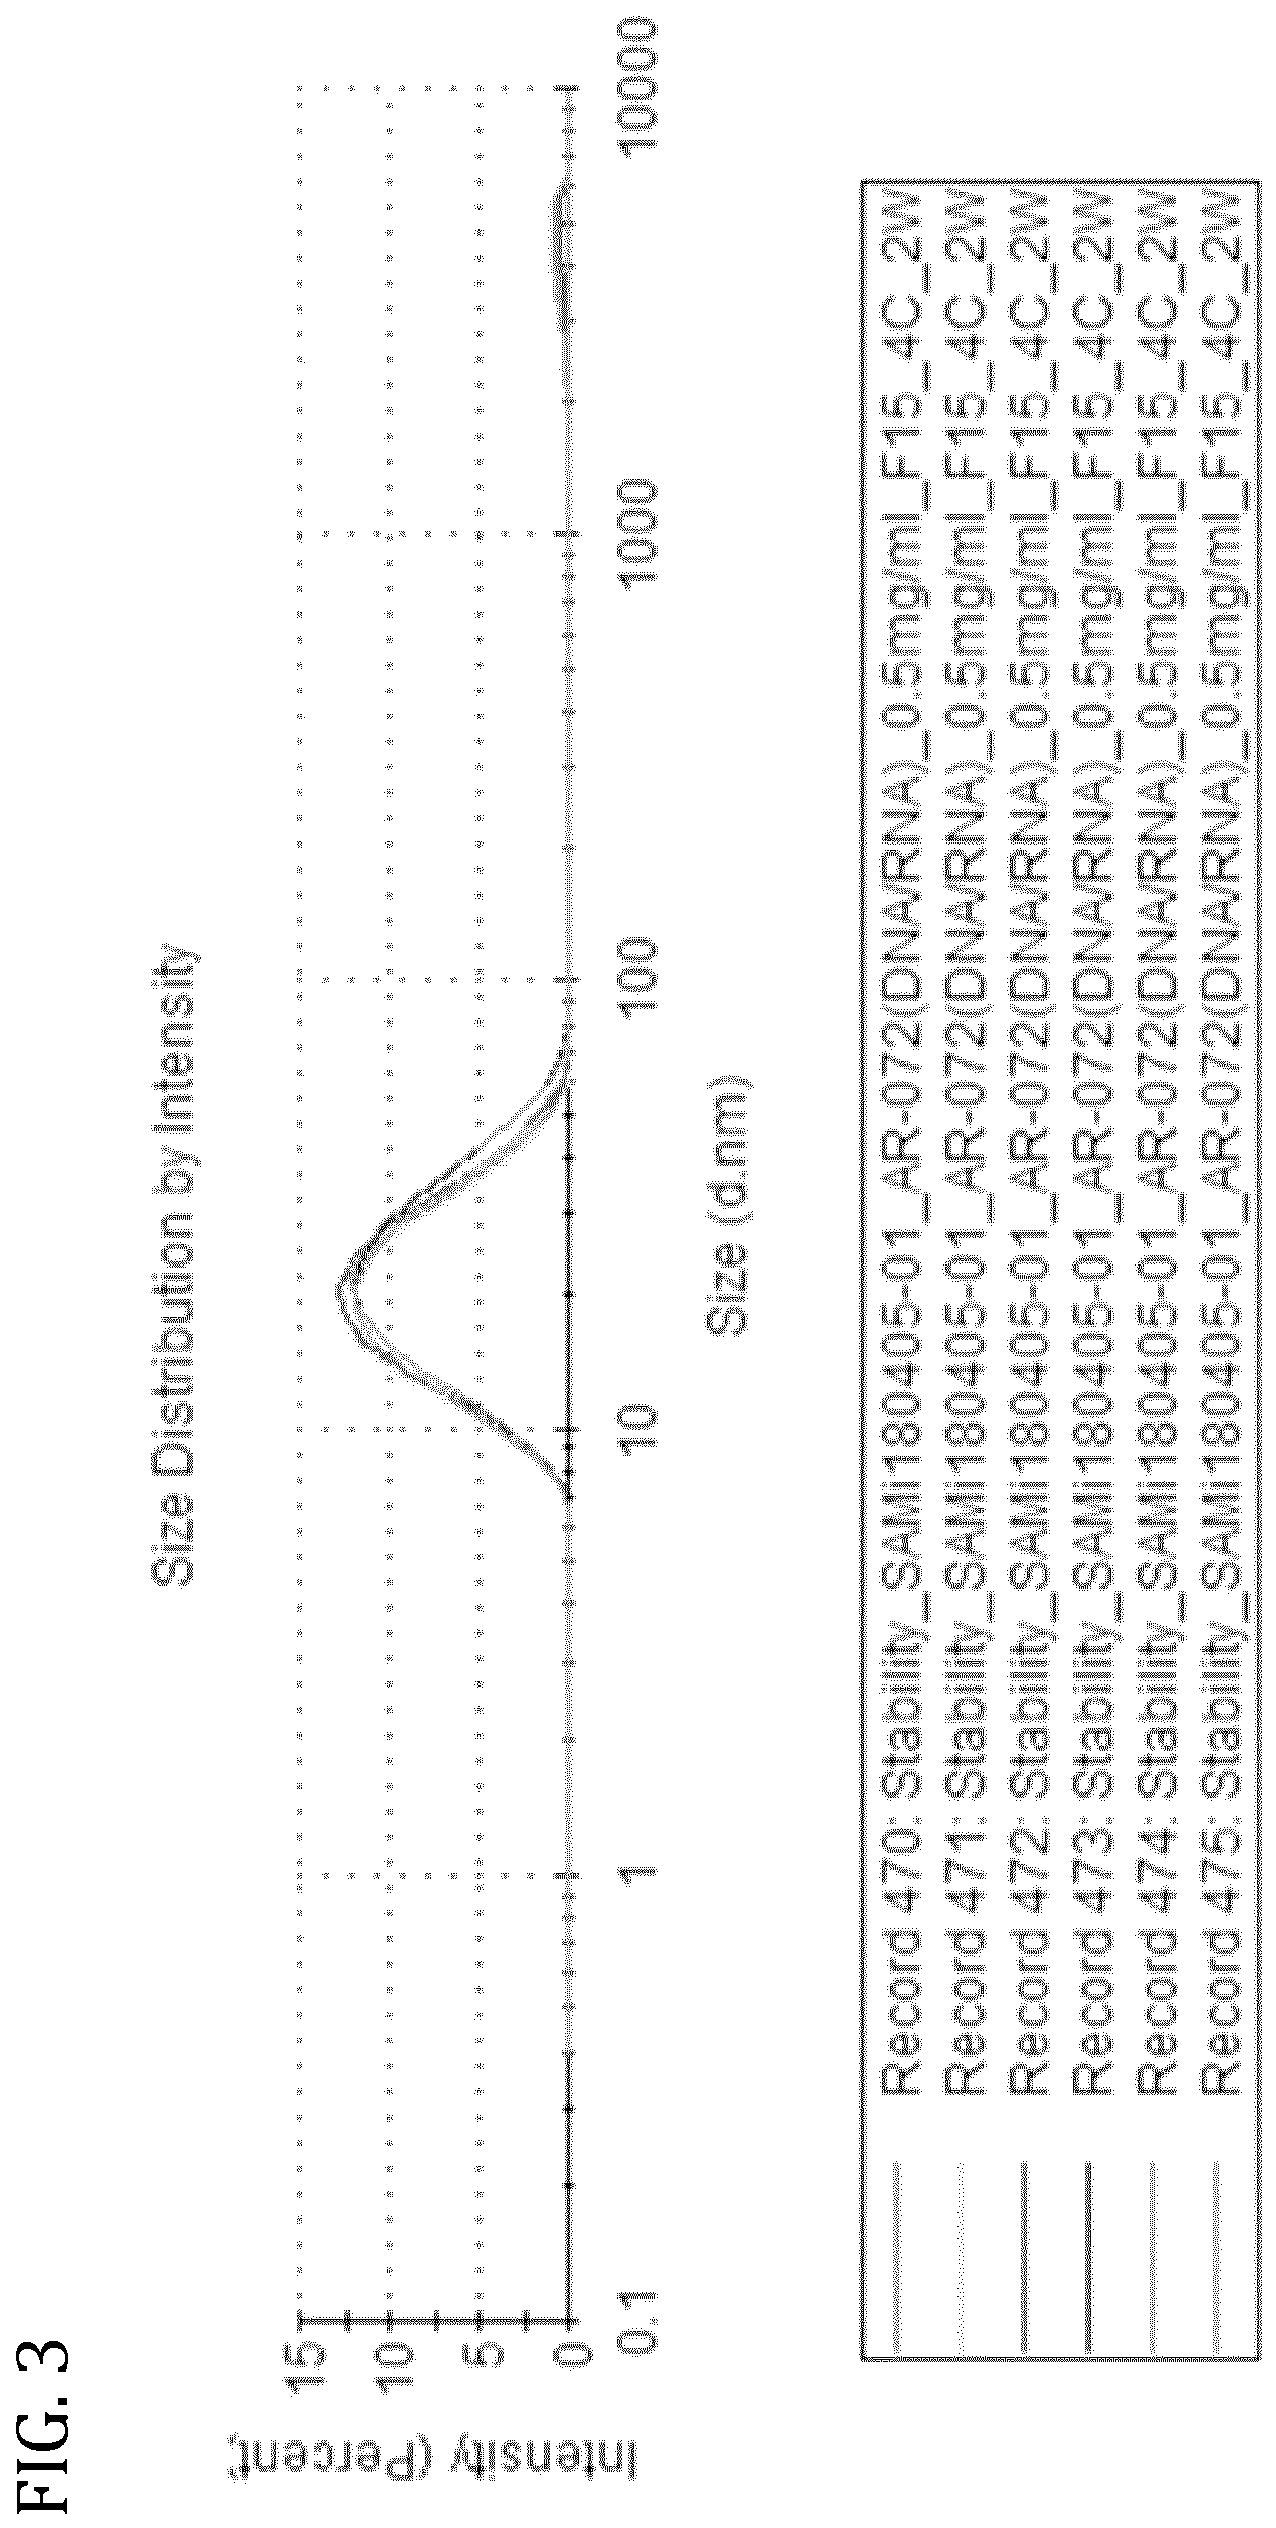 FIG. 3
Size Distribution by Intensity
Intensity (Percent
15
10
5
0
0.1
1
10
100
1000
10000
Size (d.nm)
Record 470: Stability_SAMi180405-01_AR-072(DNA/RNA)_0.5mg/ml_F15_4C_2W
Record 471: Stability_SAMi180405-01_AR-072(DNA/RNA)_0.5mg/ml_F15_4C_2W
Record 472: Stability_SAMi180405-01_AR-072(DNA/RNA)_0.5mg/ml_F15_4C_2W
Record 473: Stability_SAMi180405-01_AR-072(DNA/RNA)_0.5mg/ml_F15_4C_2W
Record 474: Stability_SAMi180405-01_AR-072(DNA/RNA)_0.5mg/ml_F15_4C_2W
Record 475: Stability_SAMi180405-01_AR-072(DNA/RNA)_0.5mg/ml_F15_4C_2W